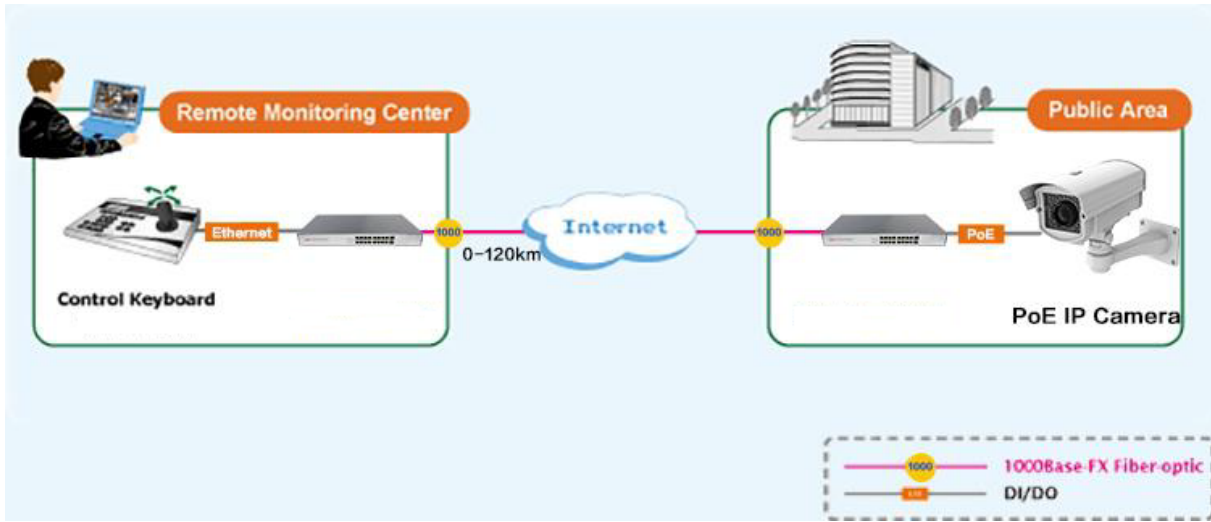 Remote Monitoring Center
Public Area
Ethernet
1000
0-120km
Internet
1000
PoE
Control Keyboard
PoE IP Camera
1000
1000Base-FX Fiber-optic
DI/DO